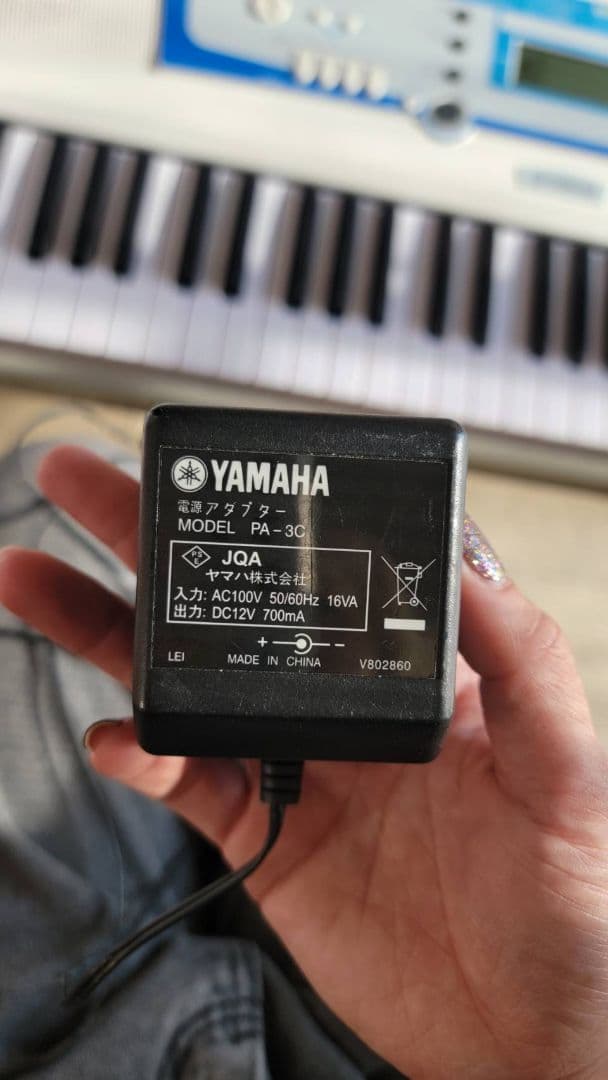 YAMAHA
電源アダプター
MODEL PA-3C
PS
E
JQA
ヤマハ株式会社
入力: AC100V 50/60Hz 16VA
出力: DC12V 700mA
+ -
LEI MADE IN CHINA V802860